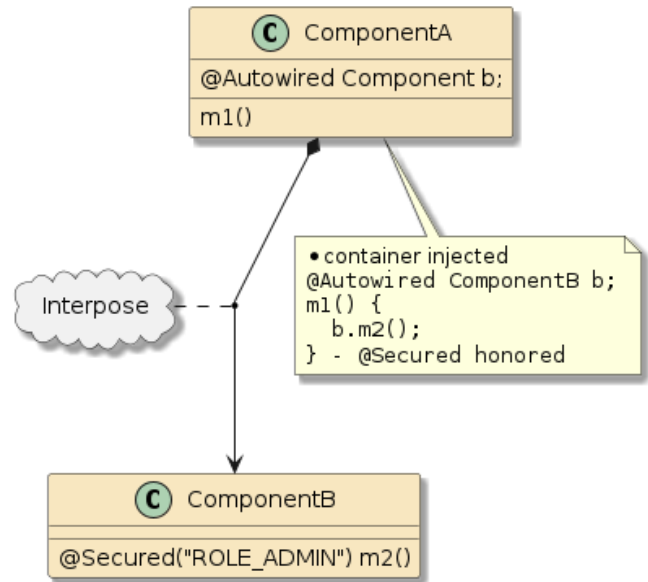 C ComponentA
@Autowired Component b;
m1()
• container injected
@Autowired ComponentB b;
m1() {
b.m2();
} - @Secured honored
Interpose
C ComponentB
@Secured("ROLE_ADMIN") m2()